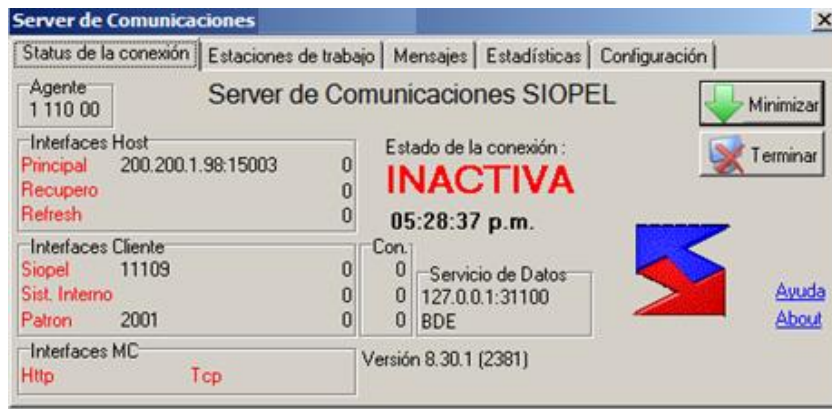 Server de Comunicaciones
Status de la conexión Estaciones de trabajo Mensajes Estadísticas Configuración
Agente
1 110 00
Server de Comunicaciones SIOPEL
Minimizar
Terminar
Interfaces Host
Principal 200.200.1.98:15003 0
Recupero 0
Refresh 0
Estado de la conexión :
INACTIVA
05:28:37 p.m.
Interfaces Cliente
Siopel 11109 0
Sist. Interno 0
Patron 2001 0
Con.
0
0
0
Servicio de Datos
127.0.0.1:31100
BDE
Ayuda
About
Interfaces MC
Http Tcp
Versión 8.30.1 (2381)